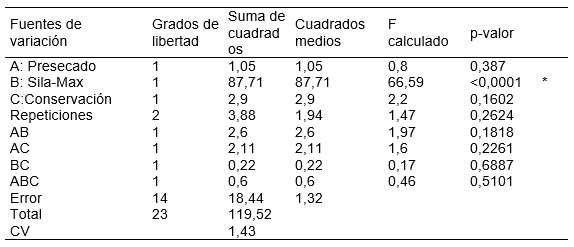 Fuentes de variación Grados de libertad Suma de cuadrad os Cuadrados medios F calculado p-valor
A: Presecado 1 1,05 1,05 0,8 0,387
B: Sila-Max 1 87,71 87,71 66,59 <0,0001 *
C:Conservación 1 2,9 2,9 2,2 0,1602
Repeticiones 2 3,88 1,94 1,47 0,2624
AB 1 2,6 2,6 1,97 0,1818
AC 1 2,11 2,11 1,6 0,2261
BC 1 0,22 0,22 0,17 0,6887
ABC 1 0,6 0,6 0,46 0,5101
Error 14 18,44 1,32
Total 23 119,52
CV 1,43